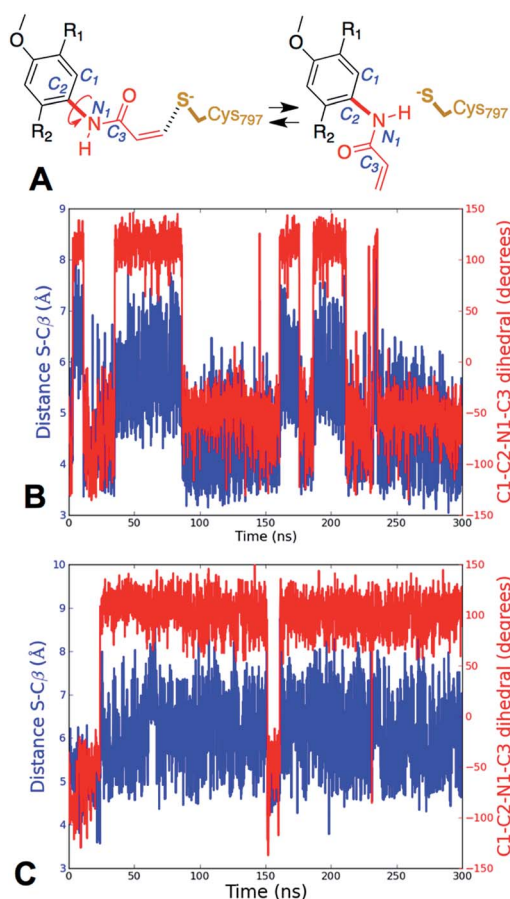 R1 R1
O O
C1 C1
C2 N1 O S- C2 N H -S
R2 C3 Cys797 R2 N1 Cys797
N O C3
H
A
9 150
8 100
7 50
6 0
5 −50
4 −100
3 −150
Distance S-Cβ (Å)
C1-C2-N1-C3 dihedral (degrees)
0 50 100 150 200 250 300
Time (ns)
B
10 150
9 100
8 50
7 0
6 −50
5 −100
4
3 −150
Distance S-Cβ (Å)
C1-C2-N1-C3 dihedral (degrees)
0 50 100 150 200 250 300
Time (ns)
C